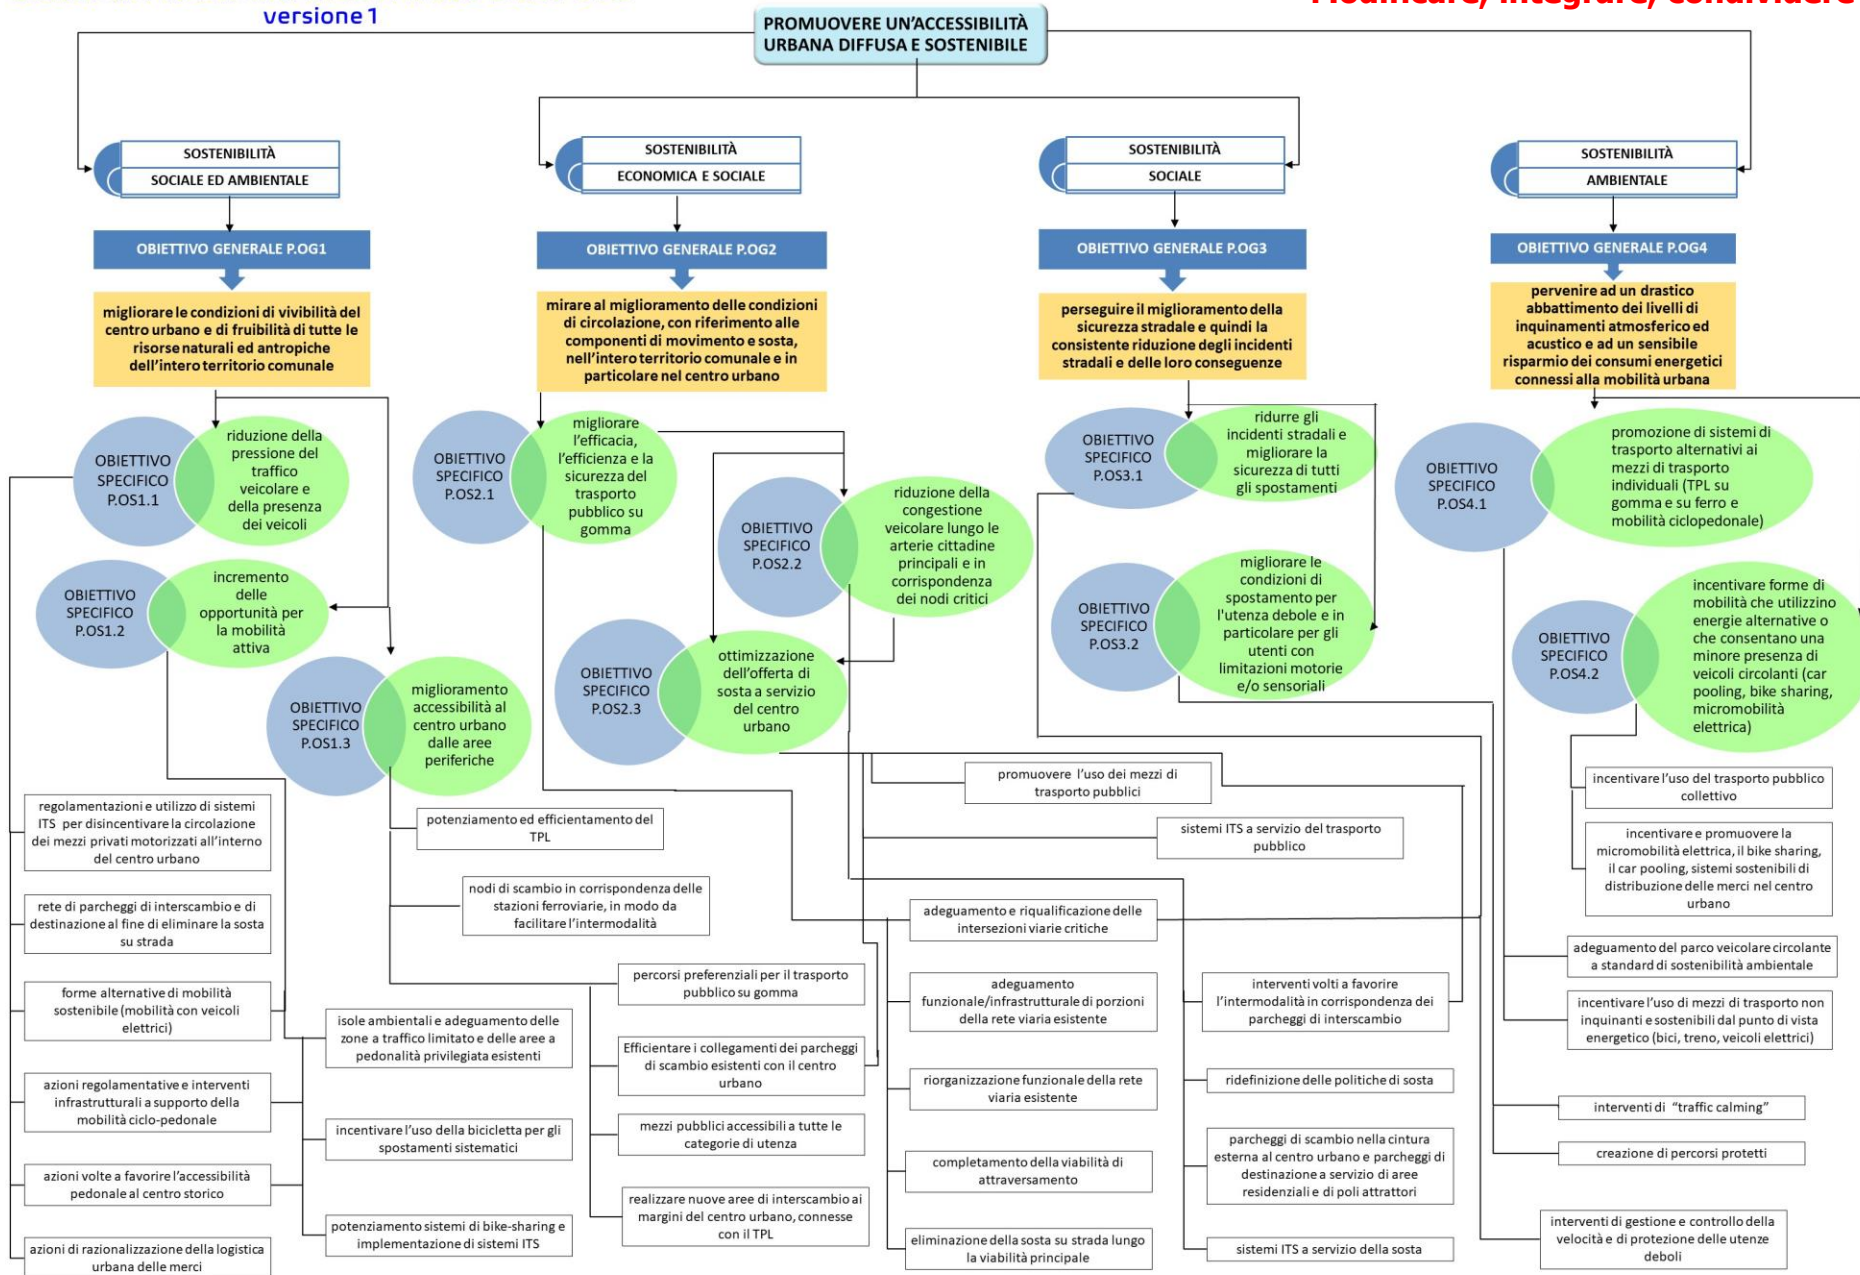 versione 1
Modificare, integrare, condividere
PROMUOVERE UN'ACCESSIBILITÀ
URBANA DIFFUSA E SOSTENIBILE
SOSTENIBILITÀ
SOCIALE ED AMBIENTALE
SOSTENIBILITÀ
ECONOMICA E SOCIALE
SOSTENIBILITÀ
SOCIALE
SOSTENIBILITÀ
AMBIENTALE
OBIETTIVO GENERALE P.OG1
OBIETTIVO GENERALE P.OG2
OBIETTIVO GENERALE P.OG3
OBIETTIVO GENERALE P.OG4
migliorare le condizioni di vivibilità del
centro urbano e di fruibilità di tutte le
risorse naturali ed antropiche
dell'intero territorio comunale
mirare al miglioramento delle condizioni
di circolazione, con riferimento alle
componenti di movimento e sosta,
nell'intero territorio comunale e in
particolare nel centro urbano
perseguire il miglioramento della
sicurezza stradale e quindi la
consistente riduzione degli incidenti
stradali e delle loro conseguenze
pervenire ad un drastico
abbattimento dei livelli di
inquinamenti atmosferico ed
acustico e ad un sensibile
risparmio dei consumi energetici
connessi alla mobilità urbana
OBIETTIVO
SPECIFICO
P.OS1.1
riduzione della
pressione del
traffico
veicolare e
della presenza
dei veicoli
OBIETTIVO
SPECIFICO
P.OS1.2
incremento
delle
opportunità per
la mobilità
attiva
OBIETTIVO
SPECIFICO
P.OS1.3
miglioramento
accessibilità al
centro urbano
dalle aree
periferiche
OBIETTIVO
SPECIFICO
P.OS2.1
migliorare
l'efficacia,
l'efficienza e la
sicurezza del
trasporto
pubblico su
gomma
OBIETTIVO
SPECIFICO
P.OS2.2
riduzione della
congestione
veicolare lungo le
arterie cittadine
principali e in
corrispondenza
dei nodi critici
OBIETTIVO
SPECIFICO
P.OS2.3
ottimizzazione
dell'offerta di
sosta a servizio
del centro
urbano
OBIETTIVO
SPECIFICO
P.OS3.1
ridurre gli
incidenti stradali e
migliorare la
sicurezza di tutti
gli spostamenti
OBIETTIVO
SPECIFICO
P.OS3.2
migliorare le
condizioni di
spostamento per
l'utenza debole e in
particolare per gli
utenti con
limitazioni motorie
e/o sensoriali
OBIETTIVO
SPECIFICO
P.OS4.1
promozione di sistemi di
trasporto alternativi ai
mezzi di trasporto
individuali (TPL su
gomma e su ferro e
mobilità ciclopedonale)
OBIETTIVO
SPECIFICO
P.OS4.2
incentivare forme di
mobilità che utilizzino
energie alternative o
che consentano una
minore presenza di
veicoli circolanti (car
pooling, bike sharing,
micromobilità
elettrica)
regolamentazioni e utilizzo di sistemi
ITS per disincentivare la circolazione
dei mezzi privati motorizzati all'interno
del centro urbano
rete di parcheggi di interscambio e di
destinazione al fine di eliminare la sosta
su strada
forme alternative di mobilità
sostenibile (mobilità con veicoli
elettrici)
azioni regolamentative e interventi
infrastrutturali a supporto della
mobilità ciclo-pedonale
azioni volte a favorire l'accessibilità
pedonale al centro storico
azioni di razionalizzazione della logistica
urbana delle merci
isole ambientali e adeguamento delle
zone a traffico limitato e delle aree a
pedonalità privilegiata esistenti
incentivare l'uso della bicicletta per gli
spostamenti sistematici
potenziamento sistemi di bike-sharing e
implementazione di sistemi ITS
potenziamento ed efficientamento del
TPL
nodi di scambio in corrispondenza delle
stazioni ferroviarie, in modo da
facilitare l'intermodalità
percorsi preferenziali per il trasporto
pubblico su gomma
Efficientare i collegamenti dei parcheggi
di scambio esistenti con il centro
urbano
mezzi pubblici accessibili a tutte le
categorie di utenza
realizzare nuove aree di interscambio ai
margini del centro urbano, connesse
con il TPL
promuovere l'uso dei mezzi di
trasporto pubblici
sistemi ITS a servizio del trasporto
pubblico
adeguamento e riqualificazione delle
intersezioni viarie critiche
adeguamento
funzionale/infrastrutturale di porzioni
della rete viaria esistente
riorganizzazione funzionale della rete
viaria esistente
completamento della viabilità di
attraversamento
eliminazione della sosta su strada lungo
la viabilità principale
interventi volti a favorire
l'intermodalità in corrispondenza dei
parcheggi di interscambio
ridefinizione delle politiche di sosta
parcheggi di scambio nella cintura
esterna al centro urbano e parcheggi di
destinazione a servizio di aree
residenziali e di poli attrattori
sistemi ITS a servizio della sosta
incentivare l'uso del trasporto pubblico
collettivo
incentivare e promuovere la
micromobilità elettrica, il bike sharing,
il car pooling, sistemi sostenibili di
distribuzione delle merci nel centro
urbano
adeguamento del parco veicolare circolante
a standard di sostenibilità ambientale
incentivare l'uso di mezzi di trasporto non
inquinanti e sostenibili dal punto di vista
energetico (bici, treno, veicoli elettrici)
interventi di "traffic calming"
creazione di percorsi protetti
interventi di gestione e controllo della
velocità e di protezione delle utenze
deboli